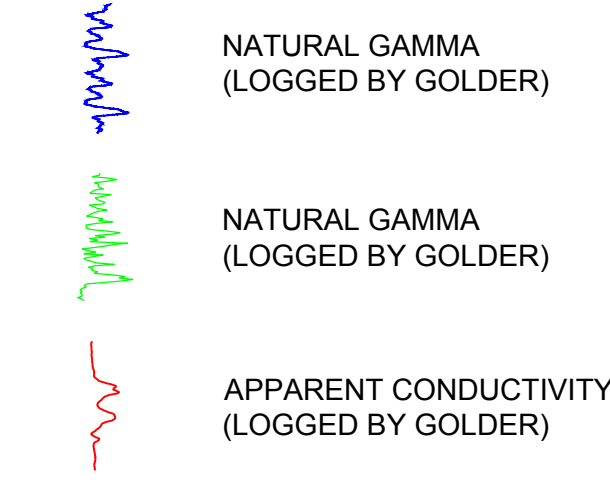 NATURAL GAMMA
(LOGGED BY GOLDER)
NATURAL GAMMA
(LOGGED BY GOLDER)
APPARENT CONDUCTIVITY
(LOGGED BY GOLDER)